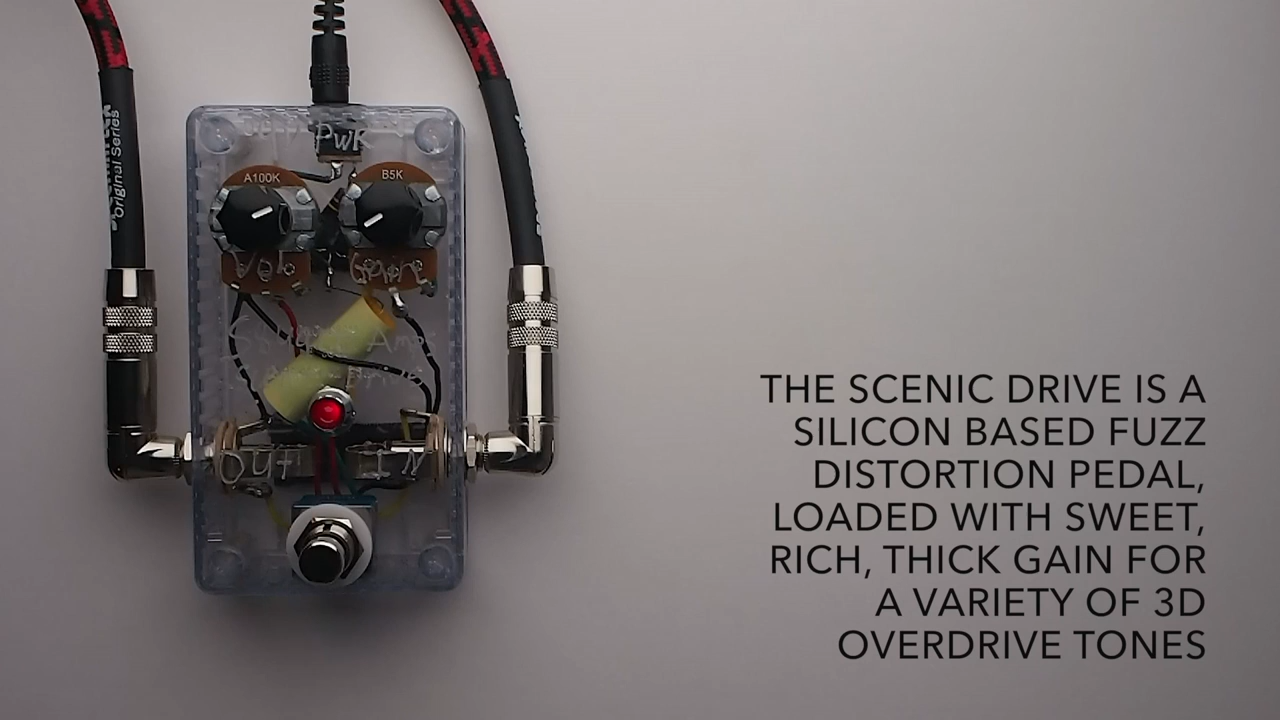 Original Series
PWR
A100K
B5K
Vol
OUT
IN
THE SCENIC DRIVE IS A
SILICON BASED FUZZ
DISTORTION PEDAL,
LOADED WITH SWEET,
RICH, THICK GAIN FOR
A VARIETY OF 3D
OVERDRIVE TONES